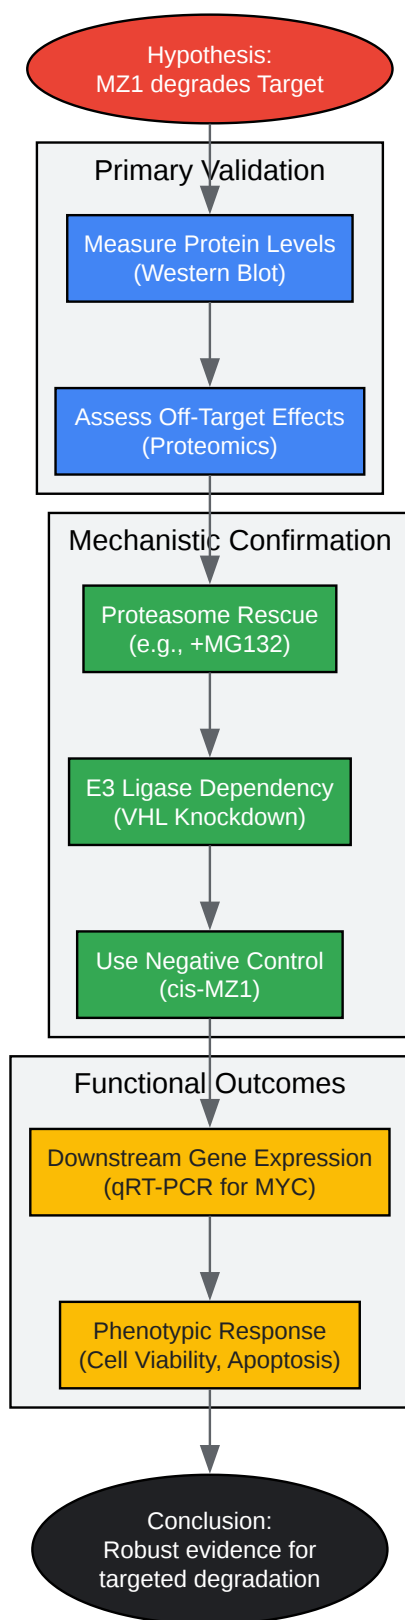 Hypothesis:
MZ1 degrades Target
Primary Validation
Measure Protein Levels
(Western Blot)
Assess Off-Target Effects
(Proteomics)
Mechanistic Confirmation
Proteasome Rescue
(e.g., +MG132)
E3 Ligase Dependency
(VHL Knockdown)
Use Negative Control
(cis-MZ1)
Functional Outcomes
Downstream Gene Expression
(qRT-PCR for MYC)
Phenotypic Response
(Cell Viability, Apoptosis)
Conclusion:
Robust evidence for
targeted degradation